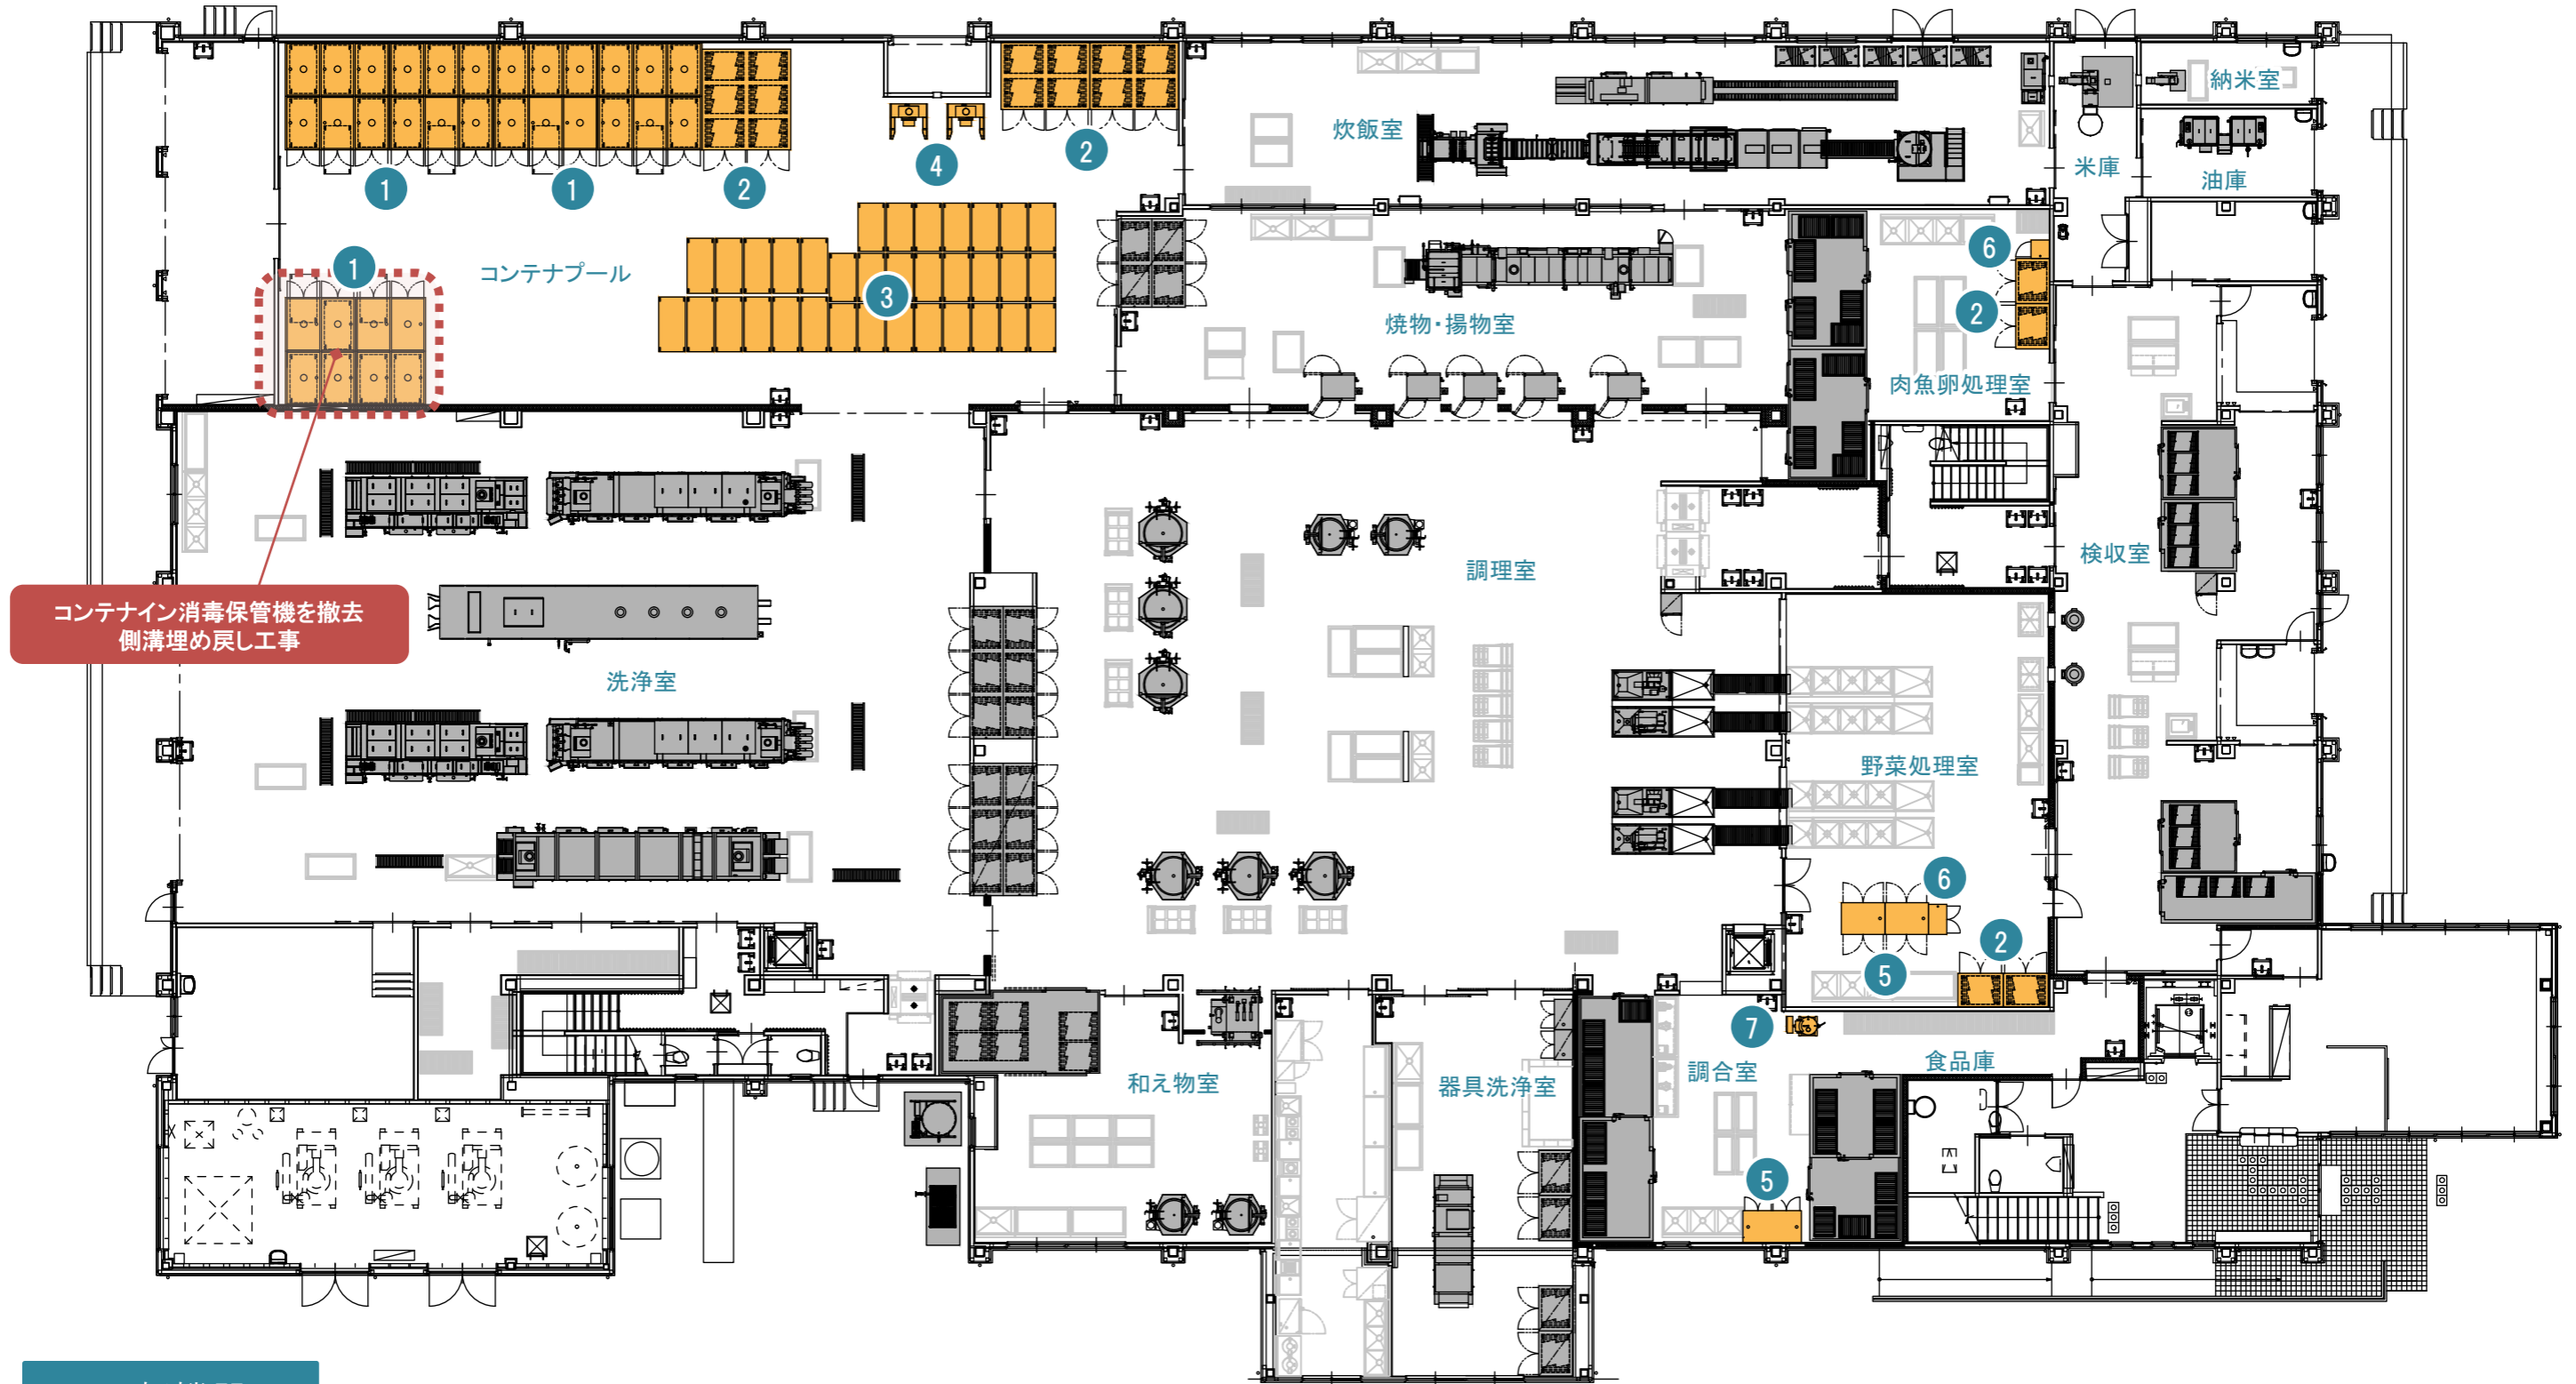 納米室
炊飯室
米庫
油庫
4
2
1
1
2
6
1
コンテナプール
3
2
焼物・揚物室
肉魚卵処理室
検収室
調理室
コンテナイン消毒保管機を撤去
側溝埋め戻し工事
洗浄室
野菜処理室
6
2
5
7
食品庫
調合室
和え物室
器具洗浄室
5